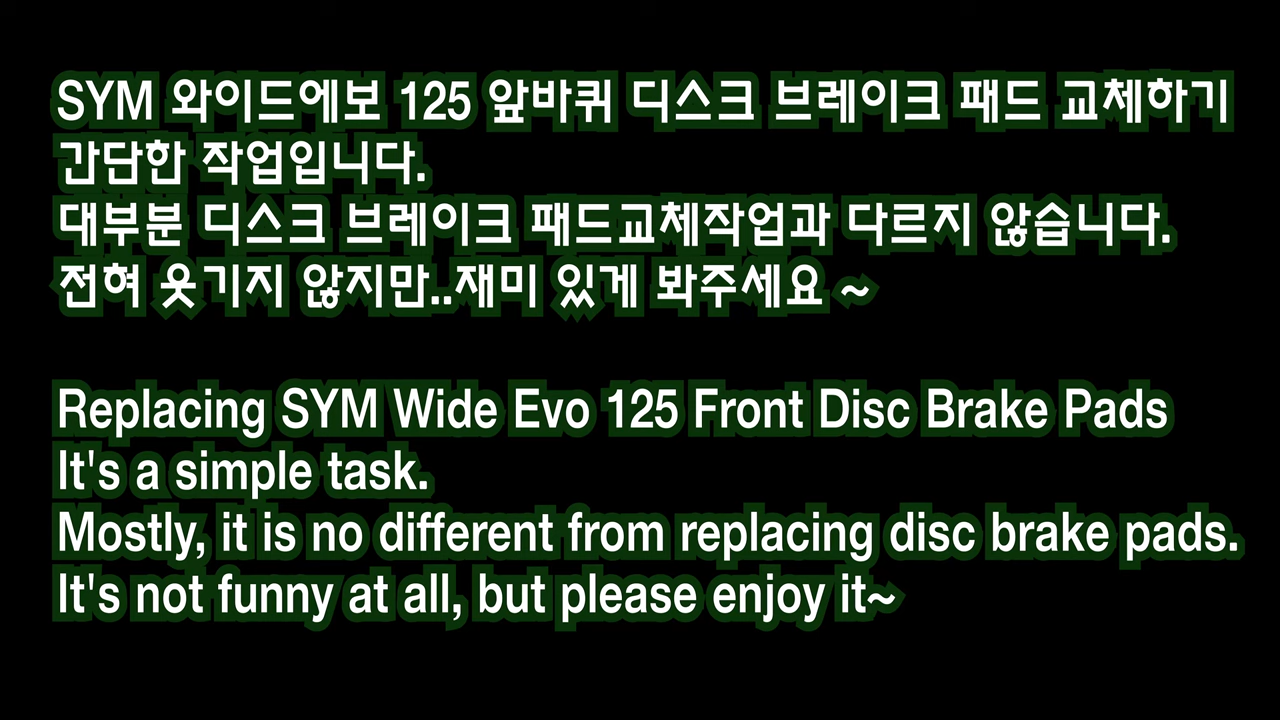 SYM 와이드에보 125 앞바퀴 디스크 브레이크 패드 교체하기
간단한 작업입니다.
대부분 디스크 브레이크 패드교체작업과 다르지 않습니다.
전혀 웃기지 않지만..재미 있게 봐주세요 ~
Replacing SYM Wide Evo 125 Front Disc Brake Pads
It's a simple task.
Mostly, it is no different from replacing disc brake pads.
It's not funny at all, but please enjoy it~